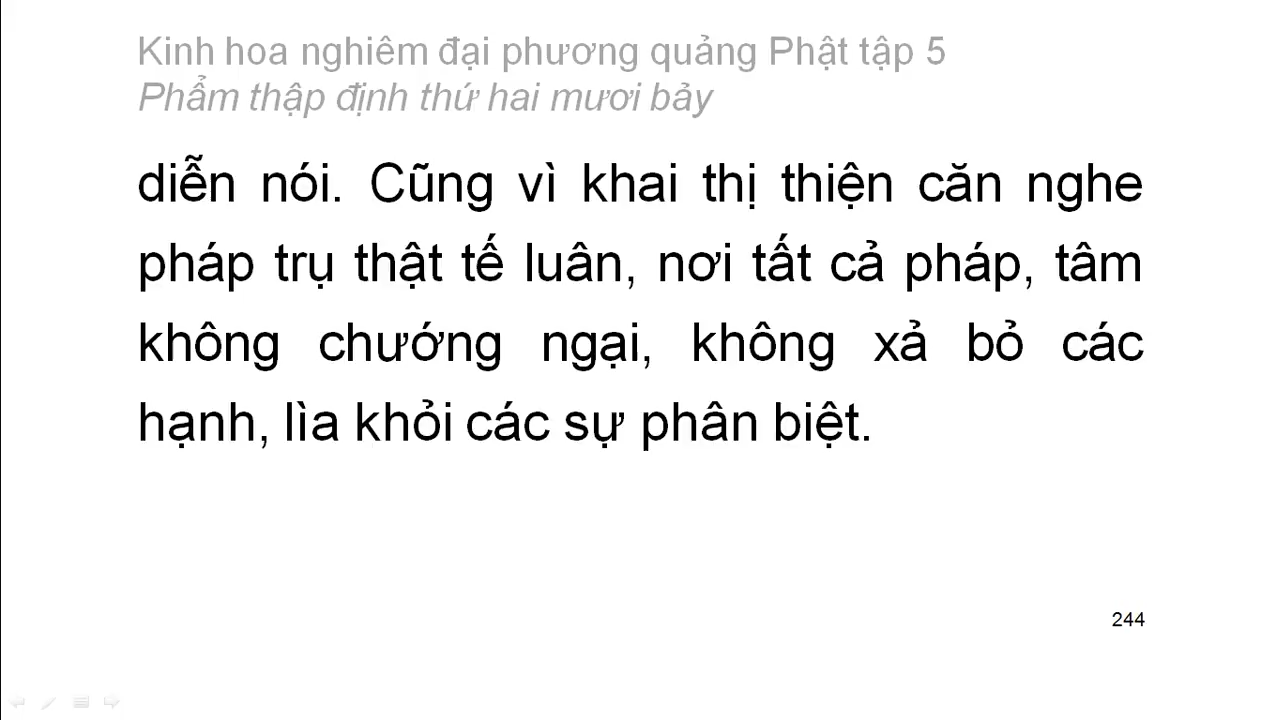 Kinh hoa nghiêm đại phương quảng Phật tập 5
Phẩm thập định thứ hai mươi bảy
diễn nói. Cũng vì khai thị thiện căn nghe
pháp trụ thật tế luân, nơi tất cả pháp, tâm
không chướng ngại, không xả bỏ các
hạnh, lìa khỏi các sự phân biệt.
244